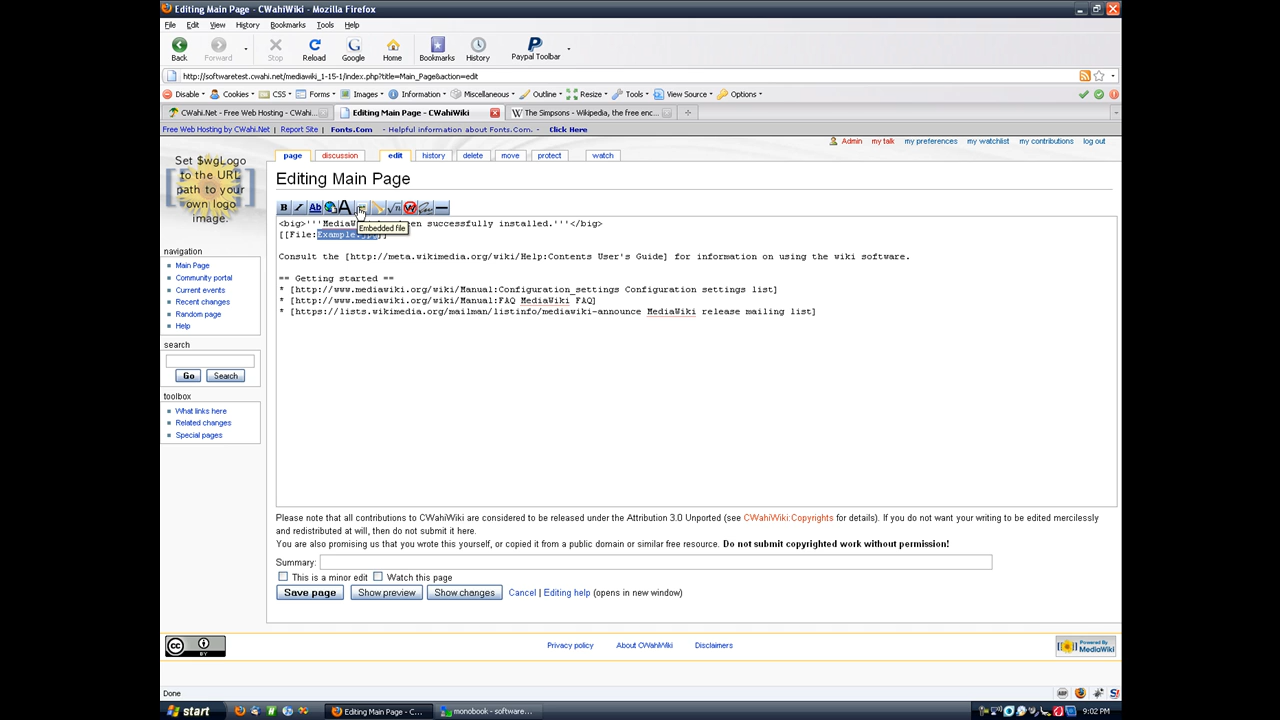 Editing Main Page - CWahiWiki - Mozilla Firefox
File Edit View History Bookmarks Tools Help
Back Forward Stop Reload Google Home Bookmarks History Paypal Toolbar
http://softwaretest.cwahi.net/mediawiki_1-15-1/index.php?title=Main_Page&action=edit
Disable Cookies CSS Forms Images Information Miscellaneous Outline Resize Tools View Source Options
CWahi.Net - Free Web Hosting - CWahi... Editing Main Page - CWahiWiki The Simpsons - Wikipedia, the free enc...
Free Web Hosting by CWahi.Net | Report Site | Fonts.Com - Helpful information about Fonts.Com. - Click Here
Admin my talk my preferences my watchlist my contributions log out
Set $wgLogo
to the URL
path to your
own logo
image.
page discussion edit history delete move protect watch
Editing Main Page
B I Ab A √n W
Embedded file
<big>'''MediaW en successfully installed.'''</big>
[[File:Example. ]]
Consult the [http://meta.wikimedia.org/wiki/Help:Contents User's Guide] for information on using the wiki software.
== Getting started ==
* [http://www.mediawiki.org/wiki/Manual:Configuration_settings Configuration settings list]
* [http://www.mediawiki.org/wiki/Manual:FAQ MediaWiki FAQ]
* [https://lists.wikimedia.org/mailman/listinfo/mediawiki-announce MediaWiki release mailing list]
navigation
Main Page
Community portal
Current events
Recent changes
Random page
Help
search
Go Search
toolbox
What links here
Related changes
Special pages
Please note that all contributions to CWahiWiki are considered to be released under the Attribution 3.0 Unported (see CWahiWiki:Copyrights for details). If you do not want your writing to be edited mercilessly
and redistributed at will, then do not submit it here.
You are also promising us that you wrote this yourself, or copied it from a public domain or similar free resource. Do not submit copyrighted work without permission!
Summary:
This is a minor edit Watch this page
Save page Show preview Show changes Cancel | Editing help (opens in new window)
cc BY
Privacy policy About CWahiWiki Disclaimers
Powered By MediaWiki
Done
start Editing Main Page - C... monobook - software... 9:02 PM